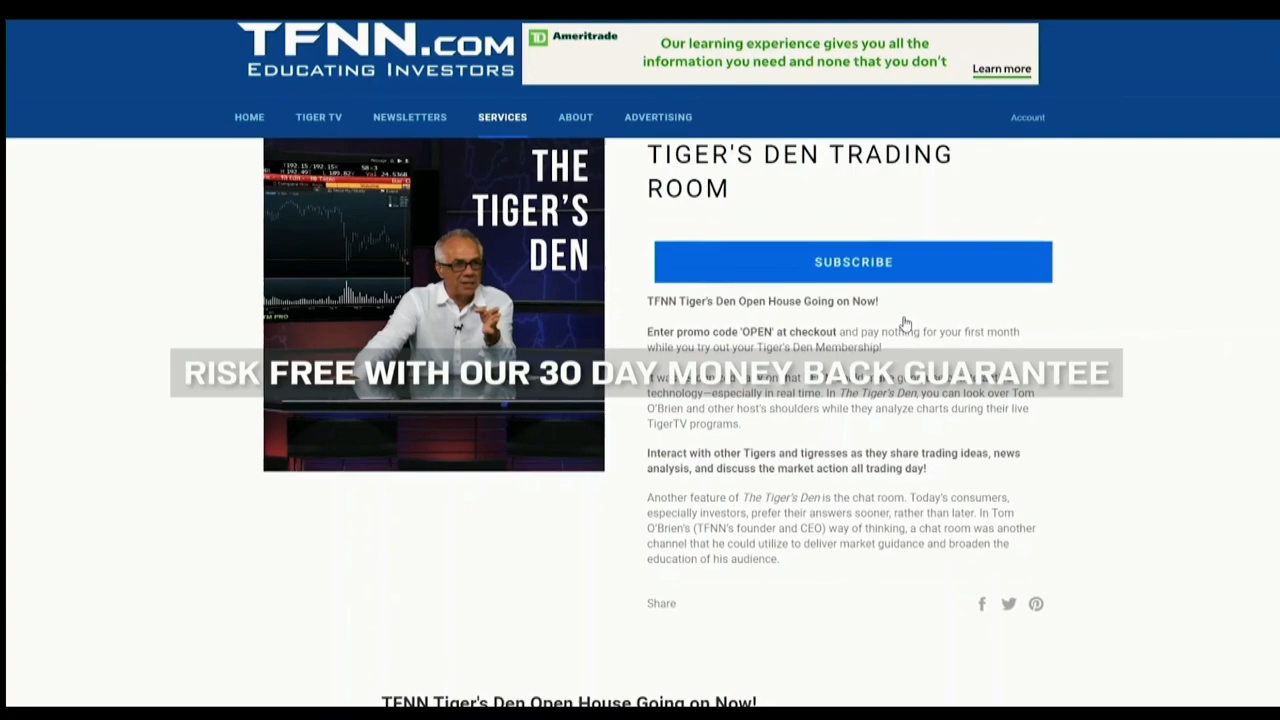 TFNN.COM
EDUCATING INVESTORS
TD Ameritrade
Our learning experience gives you all the
information you need and none that you don't
Learn more
HOME
TIGER TV
NEWSLETTERS
SERVICES
ABOUT
ADVERTISING
Account
THE
TIGER'S
DEN
TIGER'S DEN TRADING
ROOM
SUBSCRIBE
TFNN Tiger's Den Open House Going on Now!
Enter promo code 'OPEN' at checkout and pay nothing for your first month
while you try out your Tiger's Den Membership!
RISK FREE WITH OUR 30 DAY MONEY BACK GUARANTEE
technology—especially in real time. In The Tiger's Den, you can look over Tom
O'Brien and other host's shoulders while they analyze charts during their live
TigerTV programs.
Interact with other Tigers and tigresses as they share trading ideas, news
analysis, and discuss the market action all trading day!
Another feature of The Tiger's Den is the chat room. Today's consumers,
especially investors, prefer their answers sooner, rather than later. In Tom
O'Brien's (TFNN's founder and CEO) way of thinking, a chat room was another
channel that he could utilize to deliver market guidance and broaden the
education of his audience.
Share
TFNN Tiger's Den Open House Going on Now!